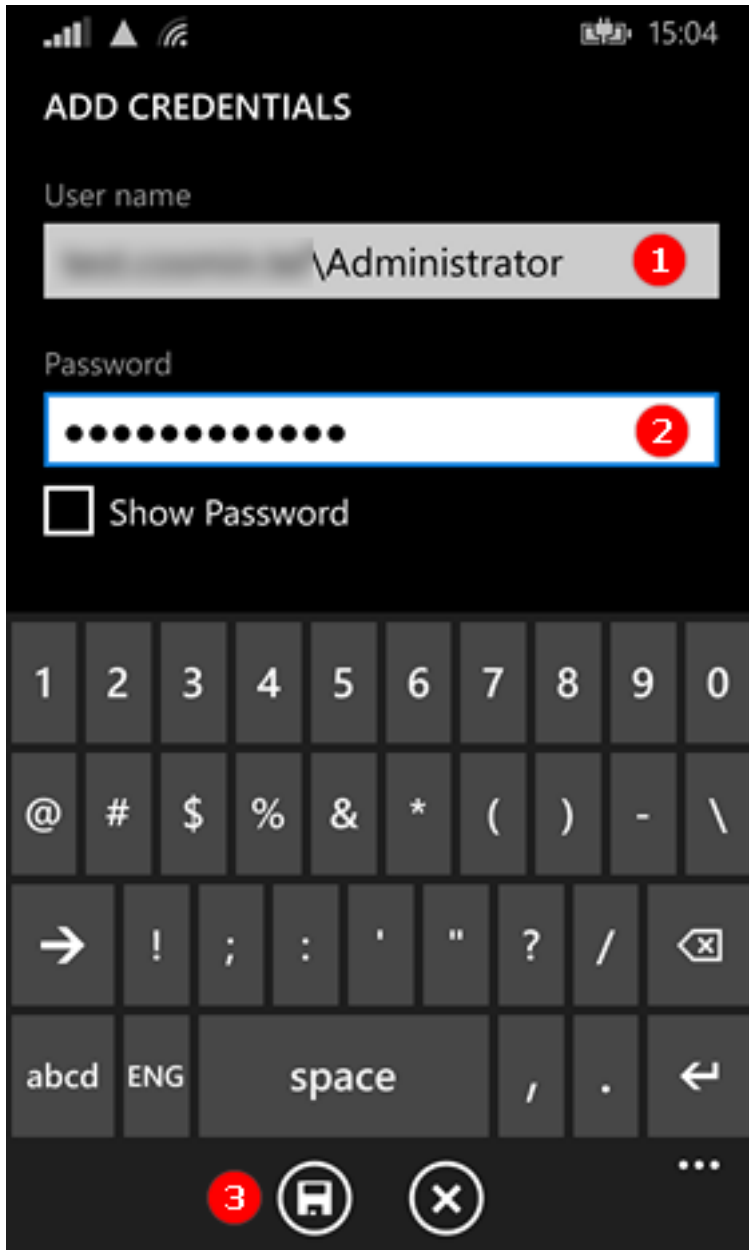 15:04
ADD CREDENTIALS
User name
\Administrator 1
Password
●●●●●●●●●●●● 2
Show Password
1 2 3 4 5 6 7 8 9 0
@ # $ % & * ( ) - \
→ ! ; : ' " ? /
abcd ENG space , .
3